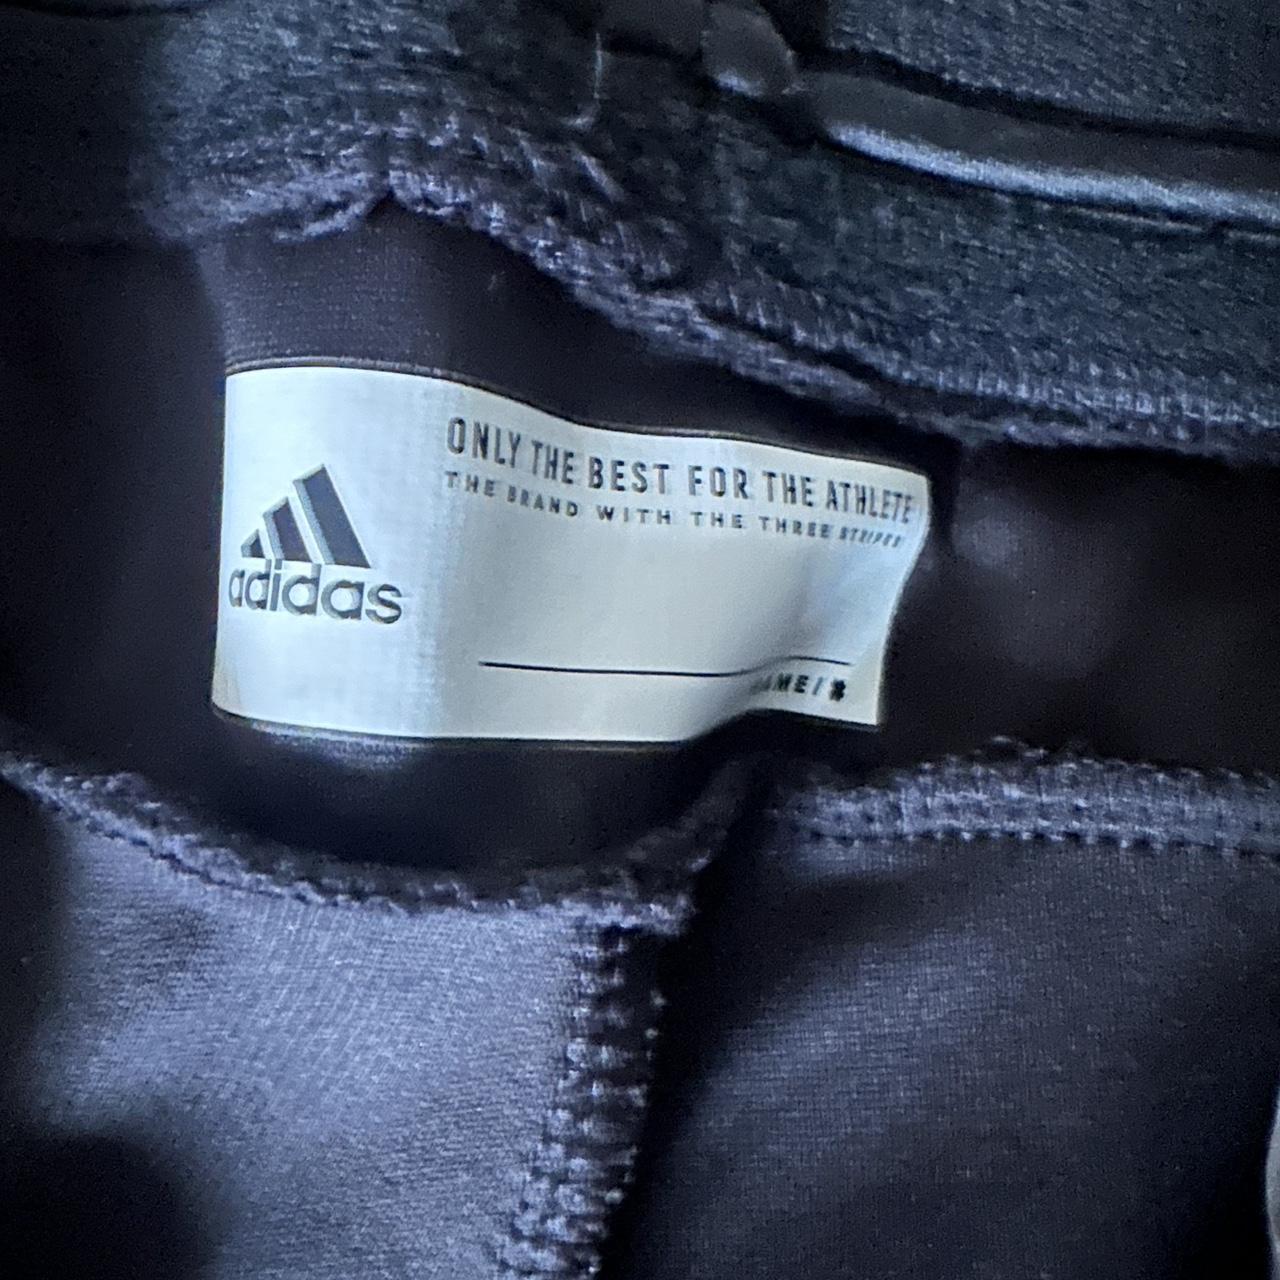 adidas
ONLY THE BEST FOR THE ATHLETE
THE BRAND WITH THE THREE STRIPES